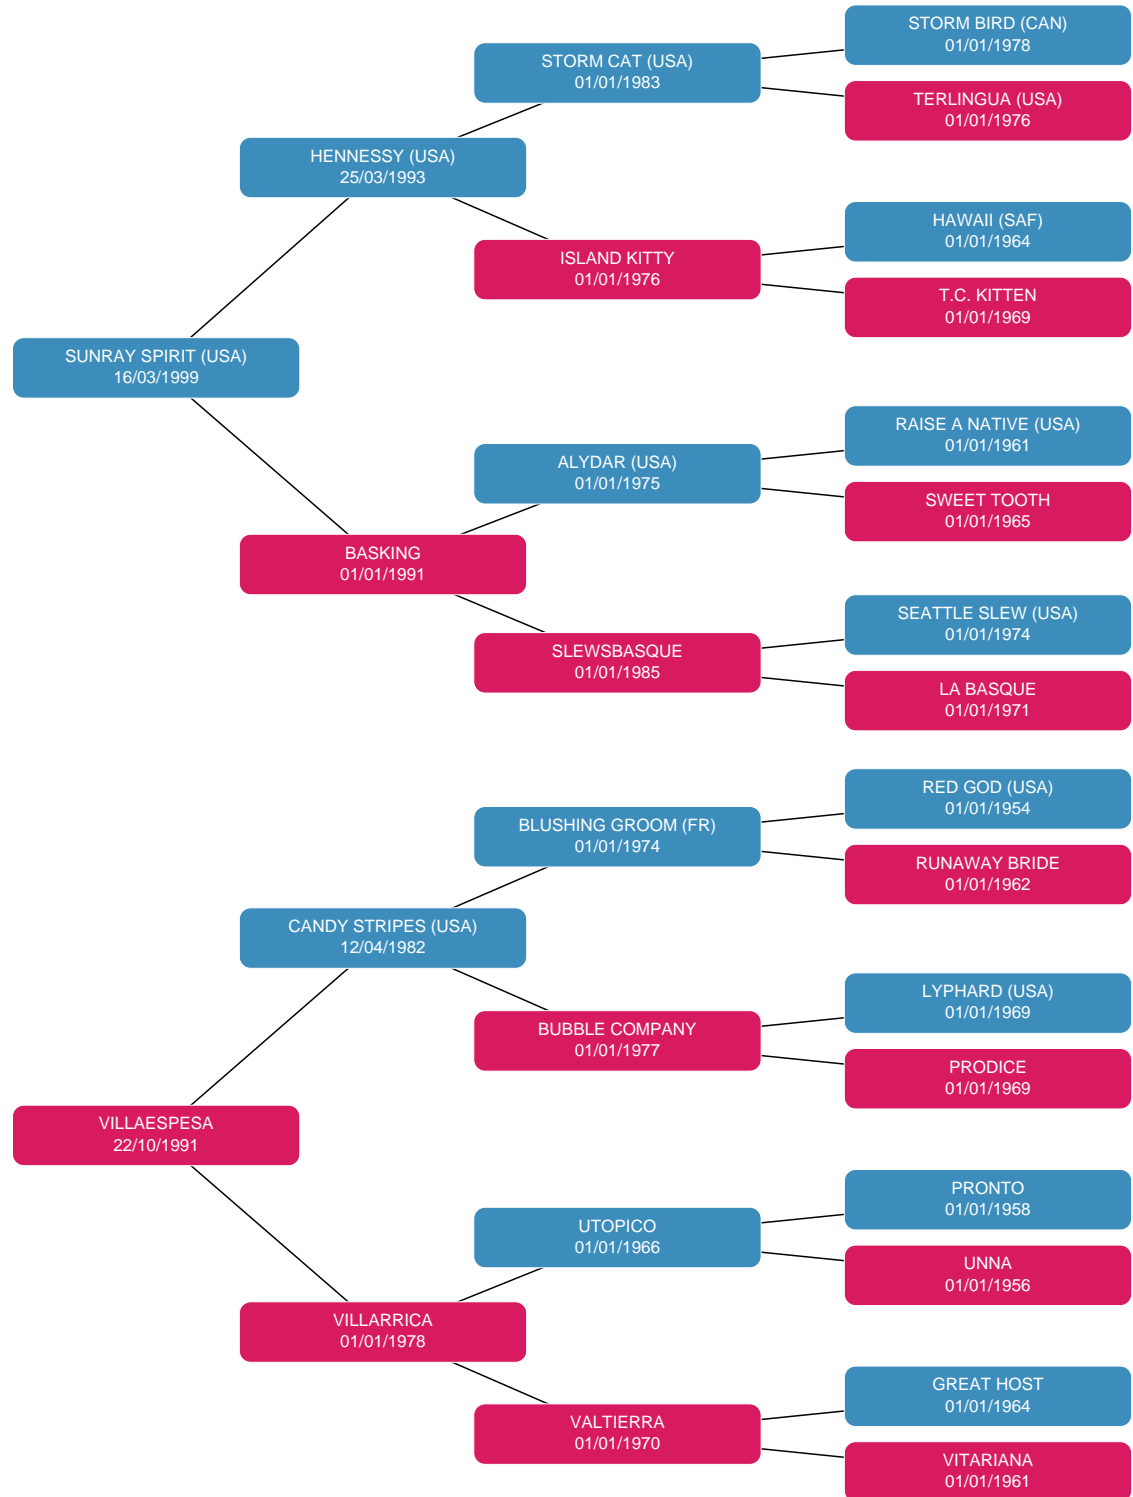 STORM BIRD (CAN)
01/01/1978
STORM CAT (USA)
01/01/1983
TERLINGUA (USA)
01/01/1976
HENNESSY (USA)
25/03/1993
HAWAII (SAF)
01/01/1964
ISLAND KITTY
01/01/1976
T.C. KITTEN
01/01/1969
SUNRAY SPIRIT (USA)
16/03/1999
RAISE A NATIVE (USA)
01/01/1961
ALYDAR (USA)
01/01/1975
SWEET TOOTH
01/01/1965
BASKING
01/01/1991
SEATTLE SLEW (USA)
01/01/1974
SLEWSBASQUE
01/01/1985
LA BASQUE
01/01/1971
RED GOD (USA)
01/01/1954
BLUSHING GROOM (FR)
01/01/1974
RUNAWAY BRIDE
01/01/1962
CANDY STRIPES (USA)
12/04/1982
LYPHARD (USA)
01/01/1969
BUBBLE COMPANY
01/01/1977
PRODICE
01/01/1969
VILLAESPESA
22/10/1991
PRONTO
01/01/1958
UTOPICO
01/01/1966
UNNA
01/01/1956
VILLARRICA
01/01/1978
GREAT HOST
01/01/1964
VALTIERRA
01/01/1970
VITARIANA
01/01/1961